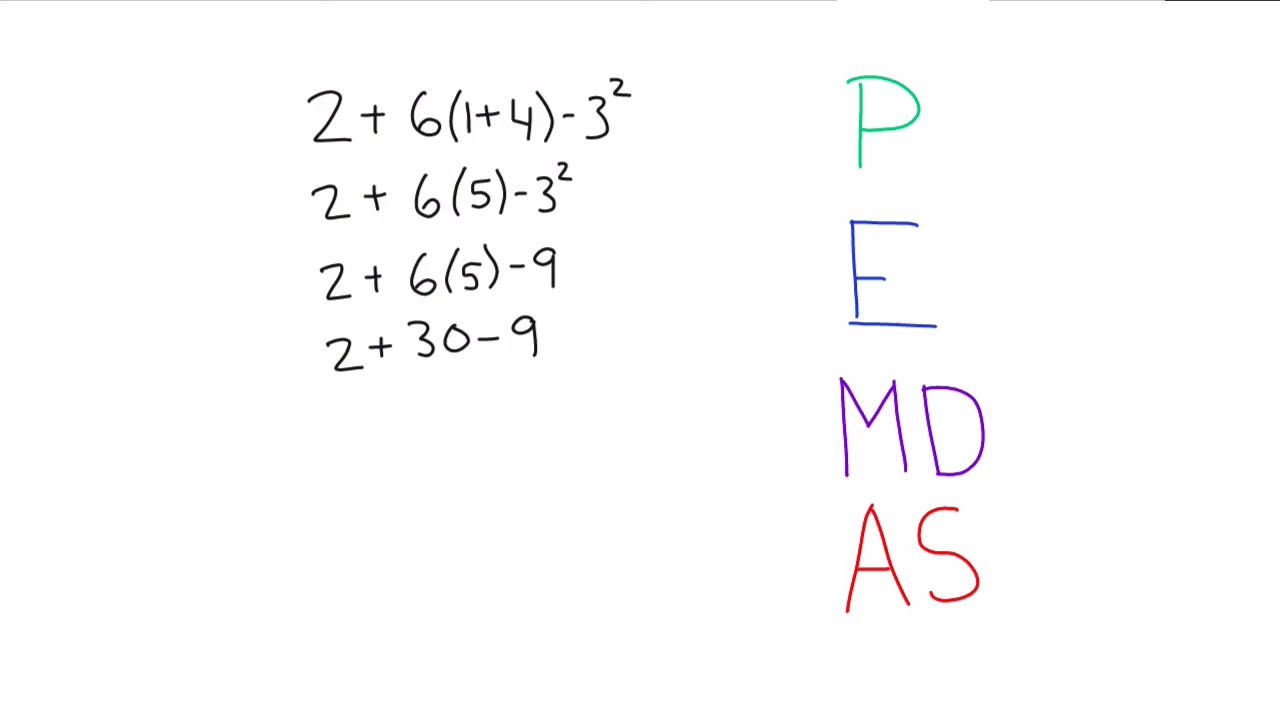 2 + 6(1+4) - 3²
2 + 6(5) - 3²
2 + 6(5) - 9
2 + 30 - 9
P
E
MD
AS